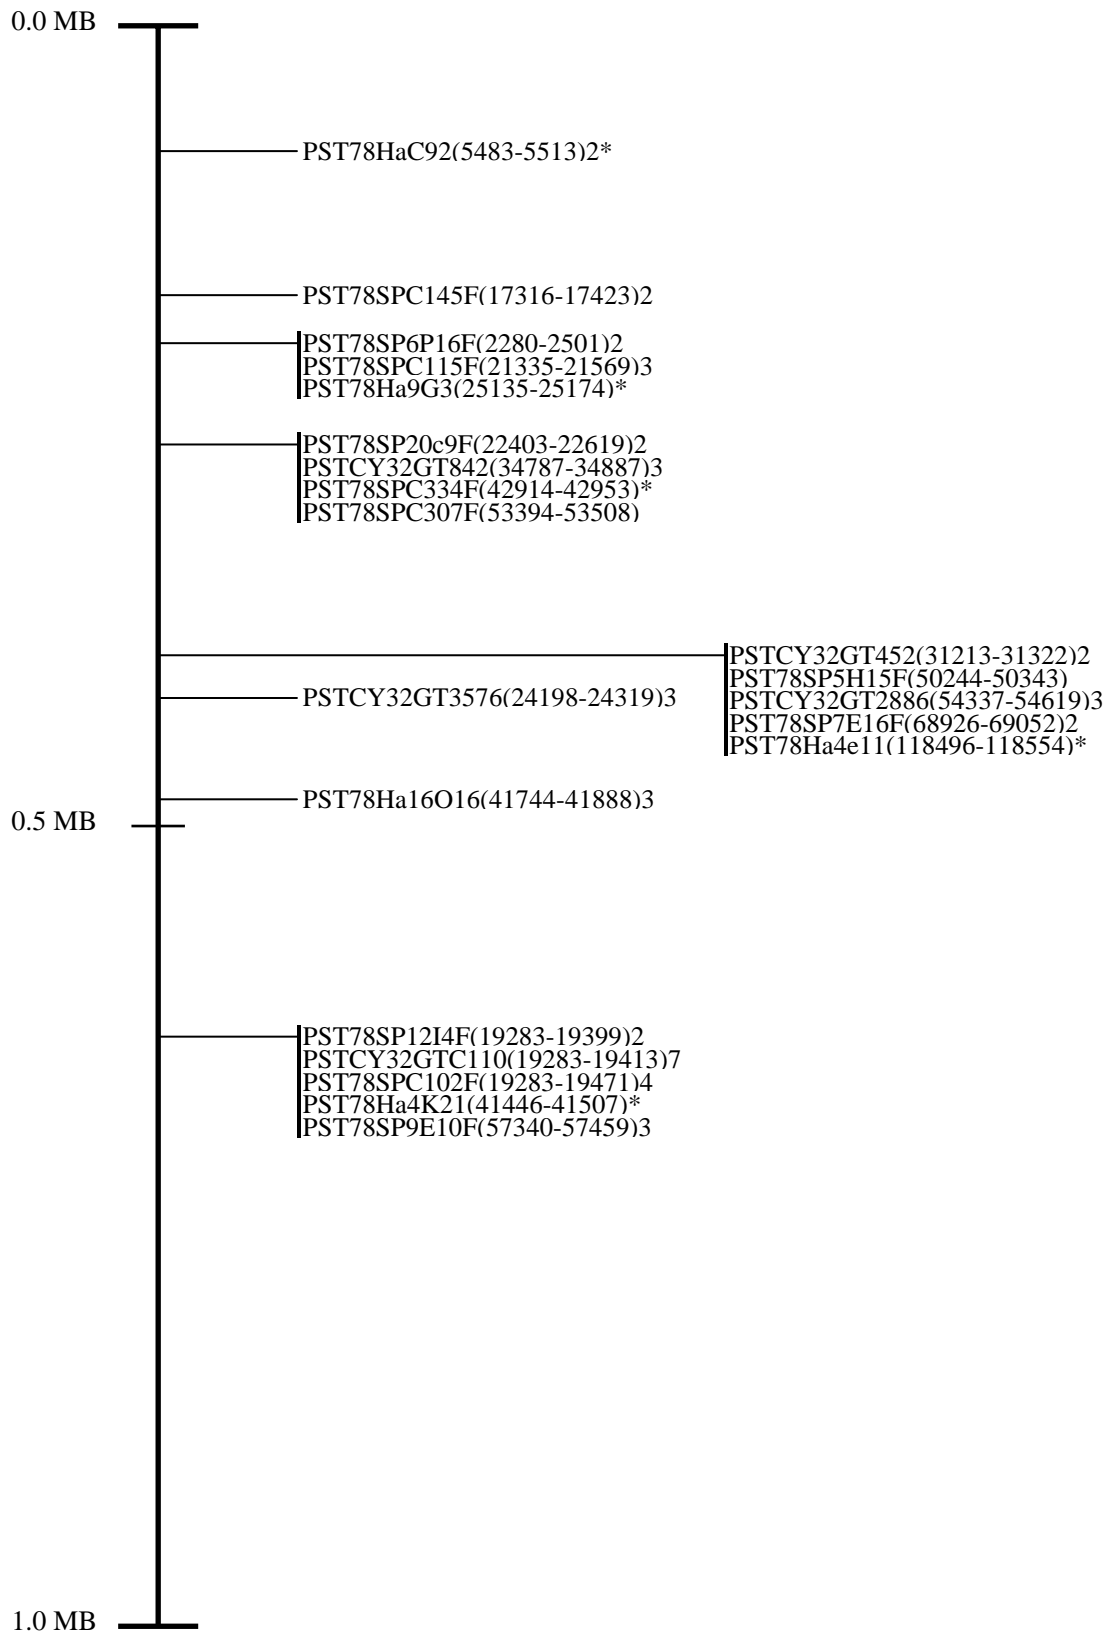 0.0 MB
PST78HaC92(5483-5513)2*
PST78SPC145F(17316-17423)2
PST78SP6P16F(2280-2501)2
PST78SPC115F(21335-21569)3
PST78Ha9G3(25135-25174)*
PST78SP20c9F(22403-22619)2
PSTCY32GT842(34787-34887)3
PST78SPC334F(42914-42953)*
PST78SPC307F(53394-53508)
PSTCY32GT452(31213-31322)2
PST78SP5H15F(50244-50343)
PSTCY32GT2886(54337-54619)3
PST78SP7E16F(68926-69052)2
PST78Ha4e11(118496-118554)*
PSTCY32GT3576(24198-24319)3
PST78Ha16O16(41744-41888)3
0.5 MB
PST78SP12I4F(19283-19399)2
PSTCY32GTC110(19283-19413)7
PST78SPC102F(19283-19471)4
PST78Ha4K21(41446-41507)*
PST78SP9E10F(57340-57459)3
1.0 MB